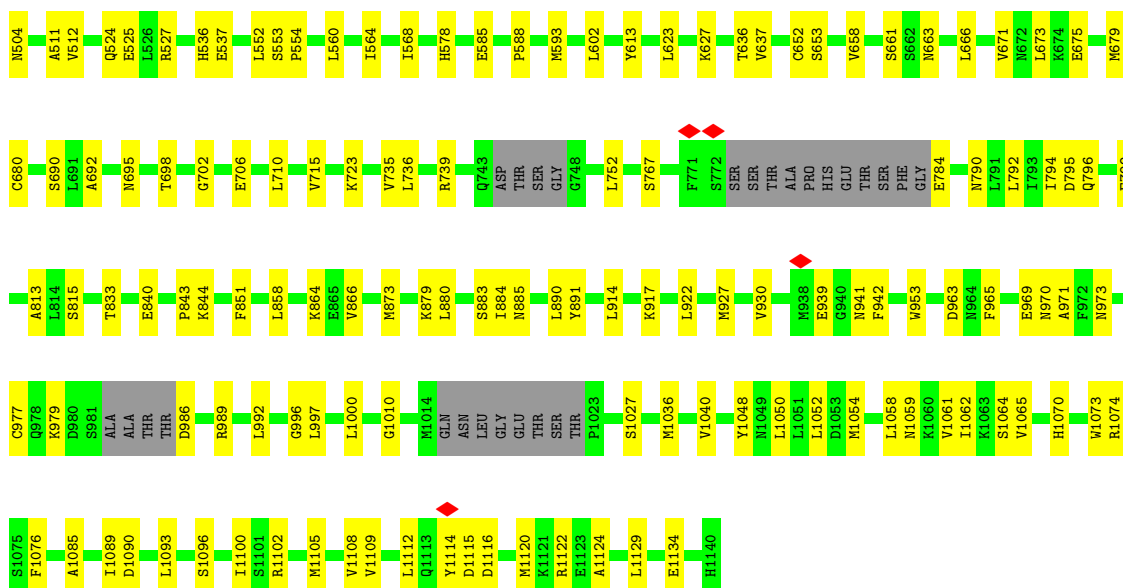 N504 A511 V512 Q524 E525 L526 R527 H536 E537 L552 S553 P554 L560 I564 I568 H578 E585 P588 M593 L602 Y613 L623 K627 T636 V637 C652 S653 V658 S661 S662 N663 L666 V671 N672 L673 K674 E675 M679
C680 S690 L691 A692 N695 T698 G702 E706 L710 V715 K723 V735 L736 R739 Q743 ASP THR SER GLY G748 L752 S767 F771 S772 SER SER THR ALA PRO HIS GLU THR SER PHE GLY E784 N790 L791 L792 I793 I794 D795 Q796
A813 L814 S815 T833 E840 P843 K844 F851 L858 K864 E865 V866 M873 K879 L880 S883 I884 N885 L890 Y891 L914 K917 L922 M927 V930 M938 E939 G940 N941 F942 W953 D963 N964 F965 E969 N970 A971 F972 N973
C977 Q978 K979 D980 S981 ALA ALA THR THR D986 R989 L992 G996 L997 L1000 G1010 M1014 GLN ASN LEU GLY GLU THR SER THR P1023 S1027 M1036 V1040 Y1048 N1049 L1050 L1051 L1052 D1053 M1054 L1058 N1059 K1060 V1061 I1062 K1063 S1064 V1065 H1070 W1073 R1074
S1075 F1076 A1085 I1089 D1090 L1093 S1096 I1100 S1101 R1102 M1105 V1108 V1109 L1112 Q1113 Y1114 D1115 D1116 M1120 K1121 R1122 E1123 A1124 L1129 E1134 H1140